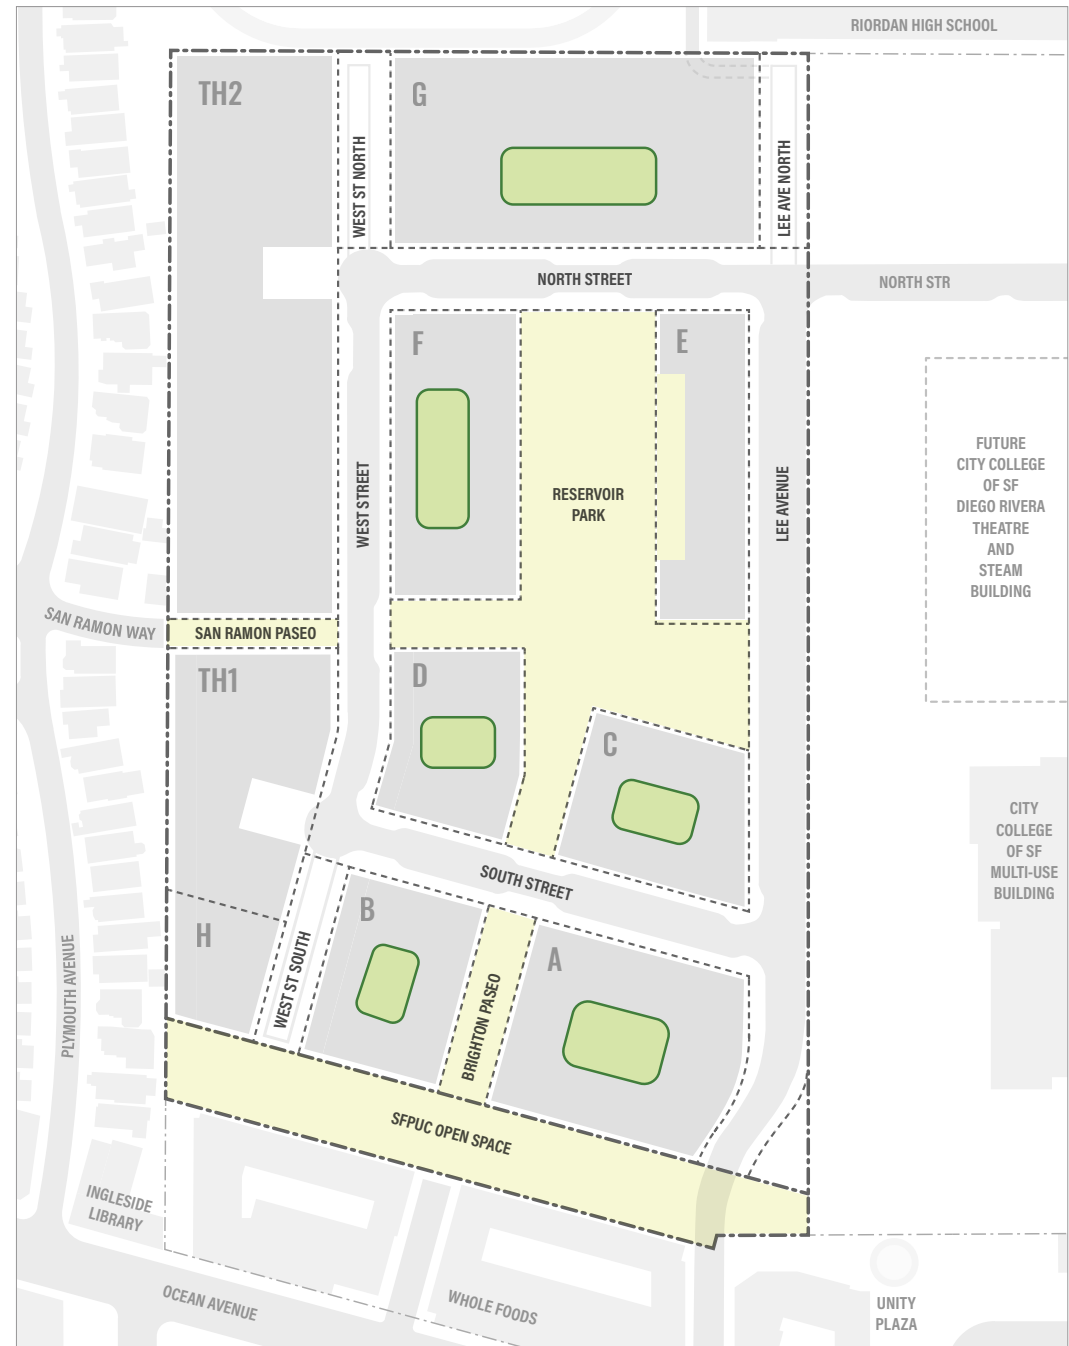 RIORDAN HIGH SCHOOL
TH2
G
WEST ST NORTH
LEE AVE NORTH
NORTH STREET
NORTH STR
F
E
RESERVOIR
PARK
WEST STREET
LEE AVENUE
FUTURE
CITY COLLEGE
OF SF
DIEGO RIVERA
THEATRE
AND
STEAM
BUILDING
SAN RAMON WAY
SAN RAMON PASEO
TH1
D
C
CITY
COLLEGE
OF SF
MULTI-USE
BUILDING
SOUTH STREET
B
H
A
WEST ST SOUTH
BRIGHTON PASEO
PLYMOUTH AVENUE
SFPUC OPEN SPACE
INGLESIDE
LIBRARY
OCEAN AVENUE
WHOLE FOODS
UNITY
PLAZA